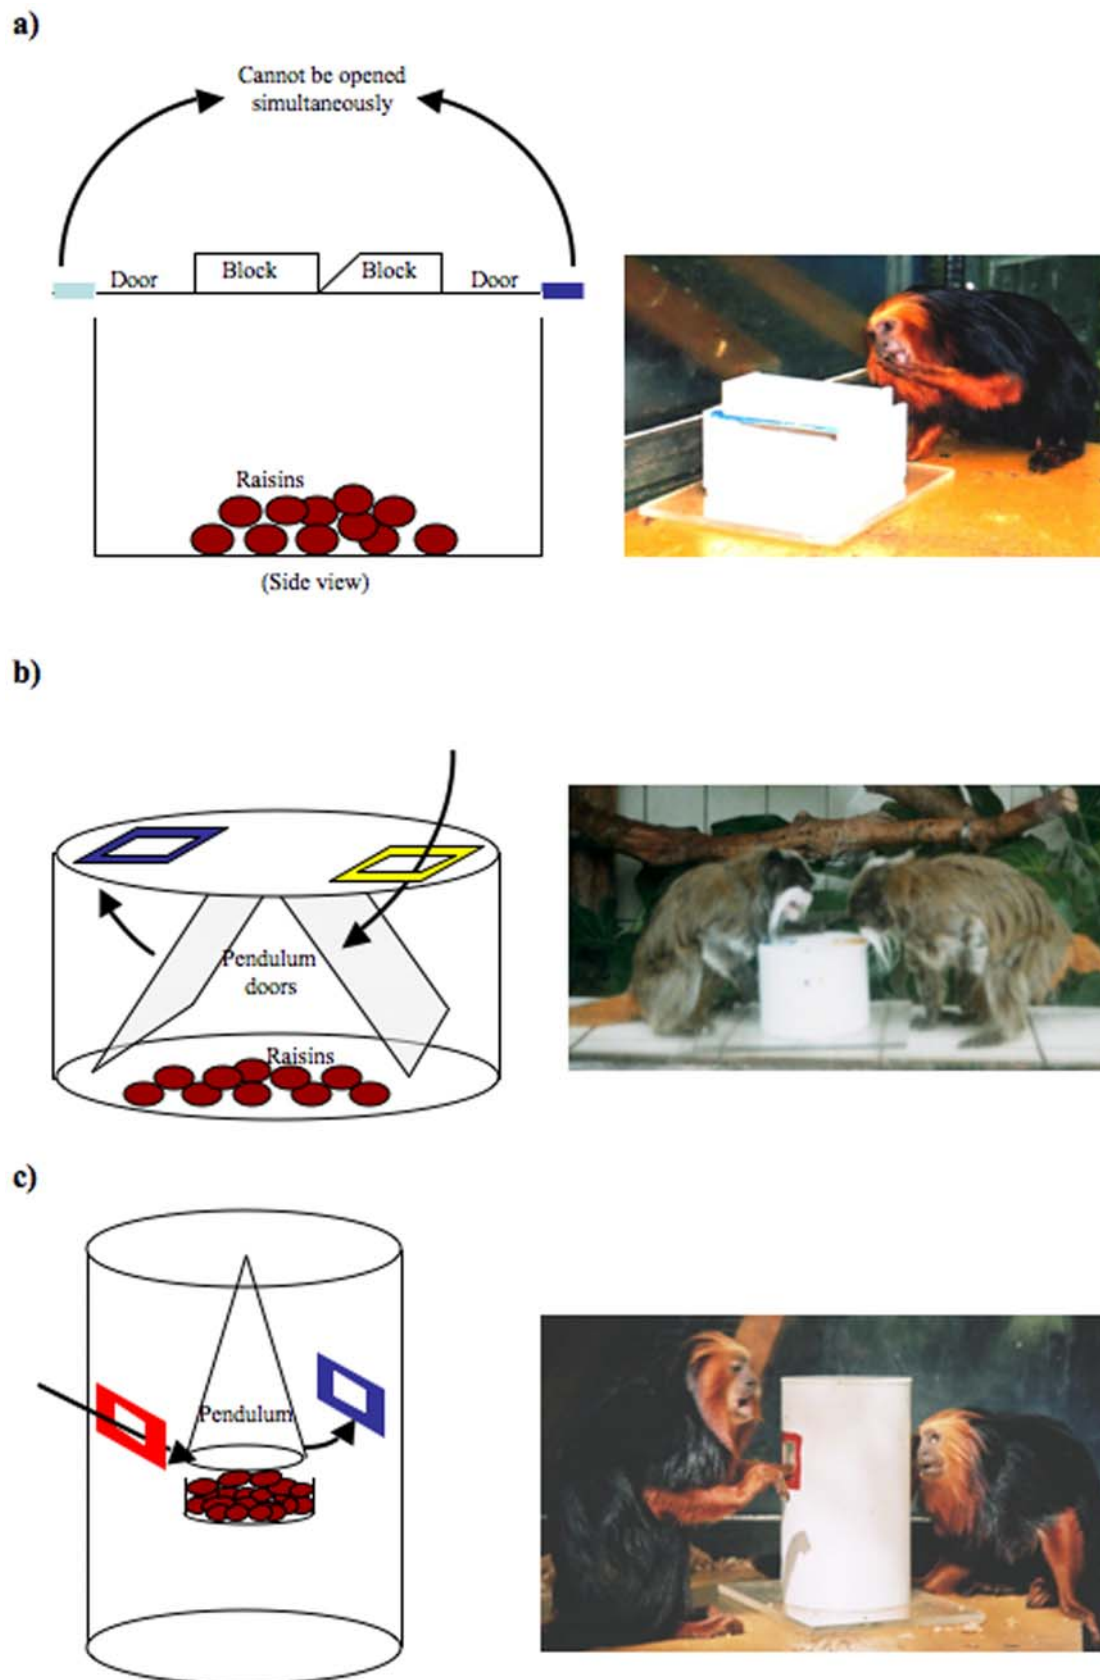 a)
Cannot be opened
simultaneously
Door
Block
Block
Door
Raisins
(Side view)
b)
Pendulum
doors
Raisins
c)
Pendulum